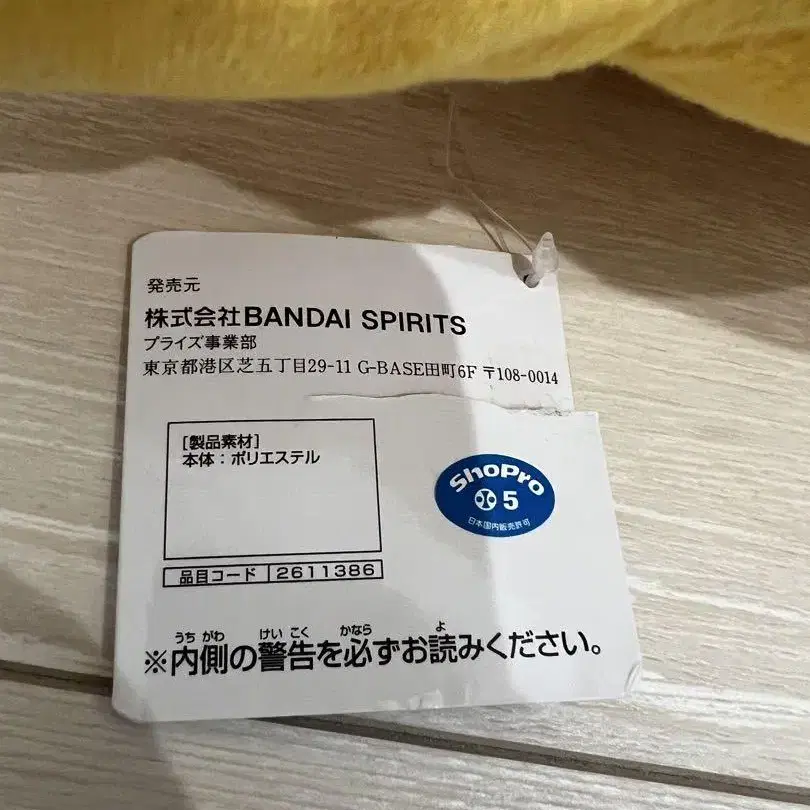 発売元
株式会社BANDAI SPIRITS
プライズ事業部
東京都港区芝五丁目29-11 G-BASE田町6F 〒108-0014
[製品素材]
本体：ポリエステル
ShoPro
5
日本国内販売許可
品目コード 2611386
うち がわ けい こく かなら よ
※内側の警告を必ずお読みください。